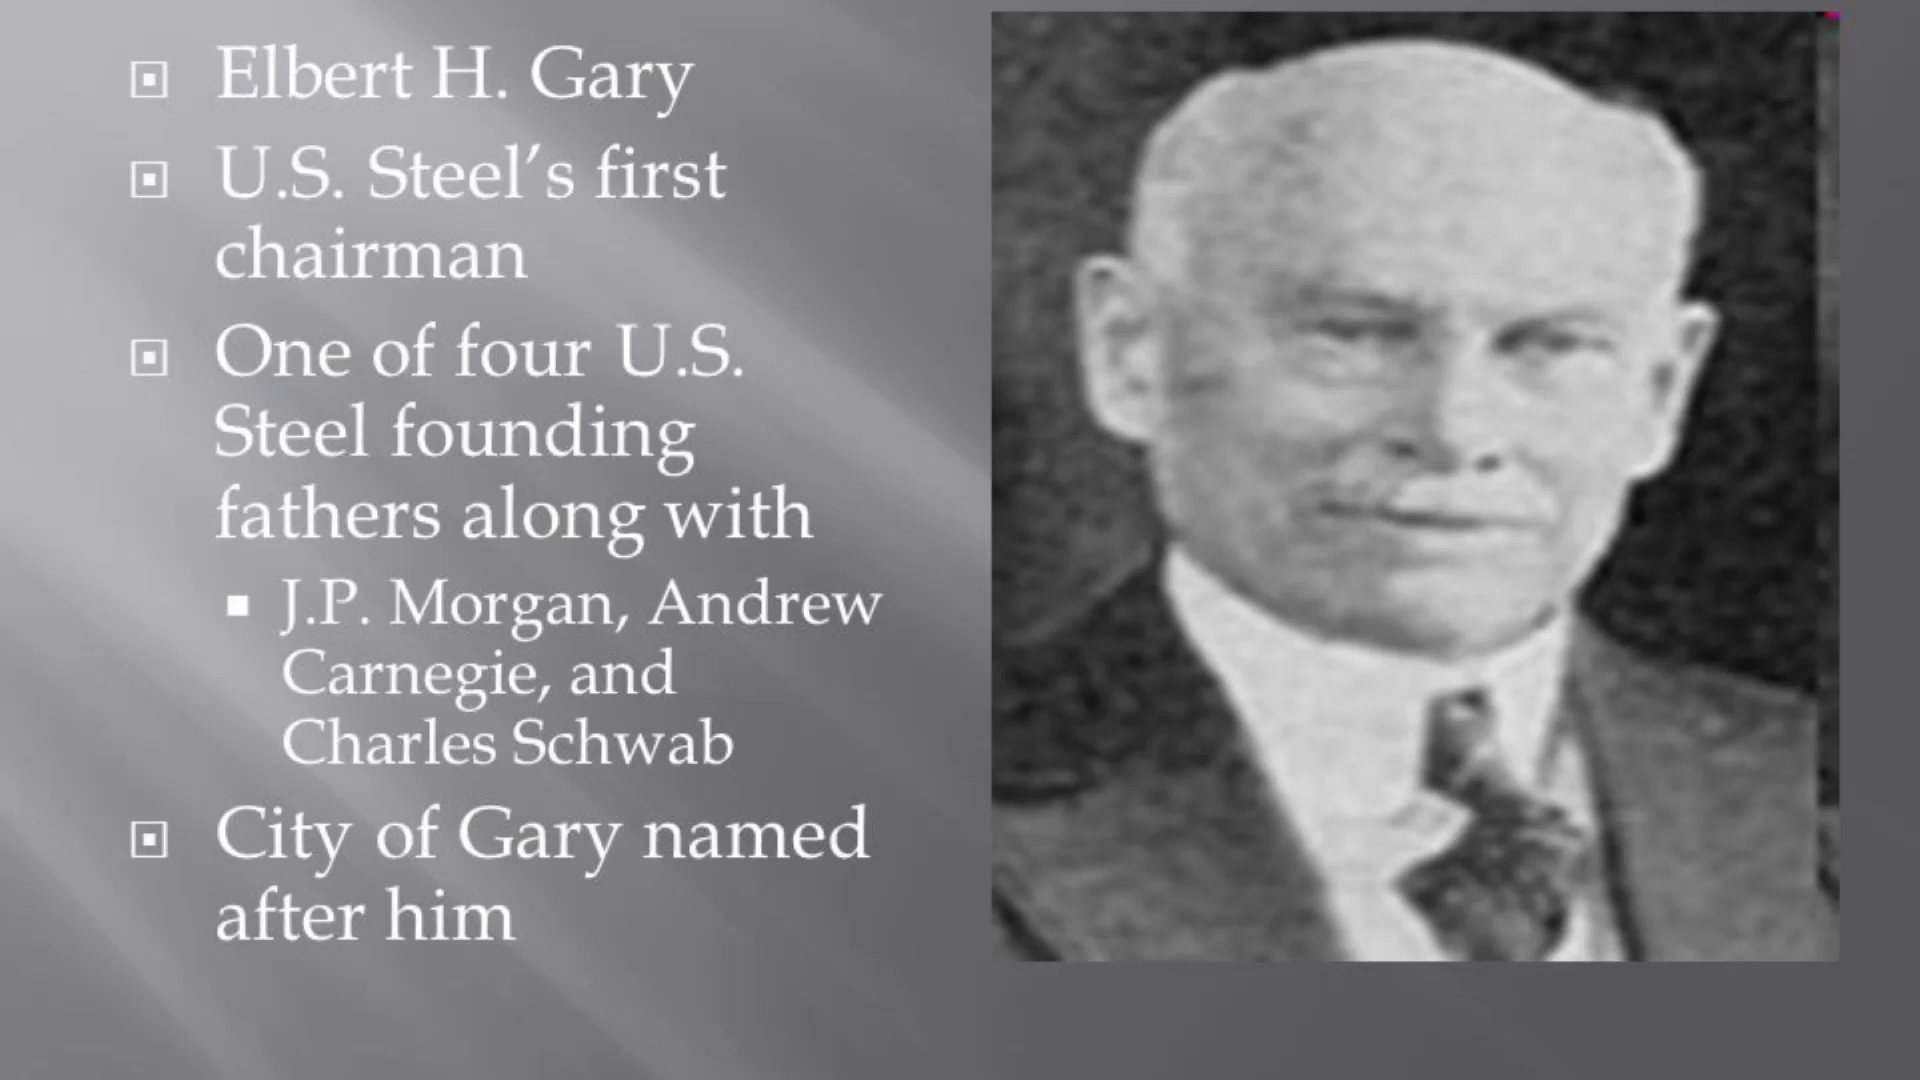 Elbert H. Gary
U.S. Steel’s first
chairman
One of four U.S.
Steel founding
fathers along with
J.P. Morgan, Andrew
Carnegie, and
Charles Schwab
City of Gary named
after him